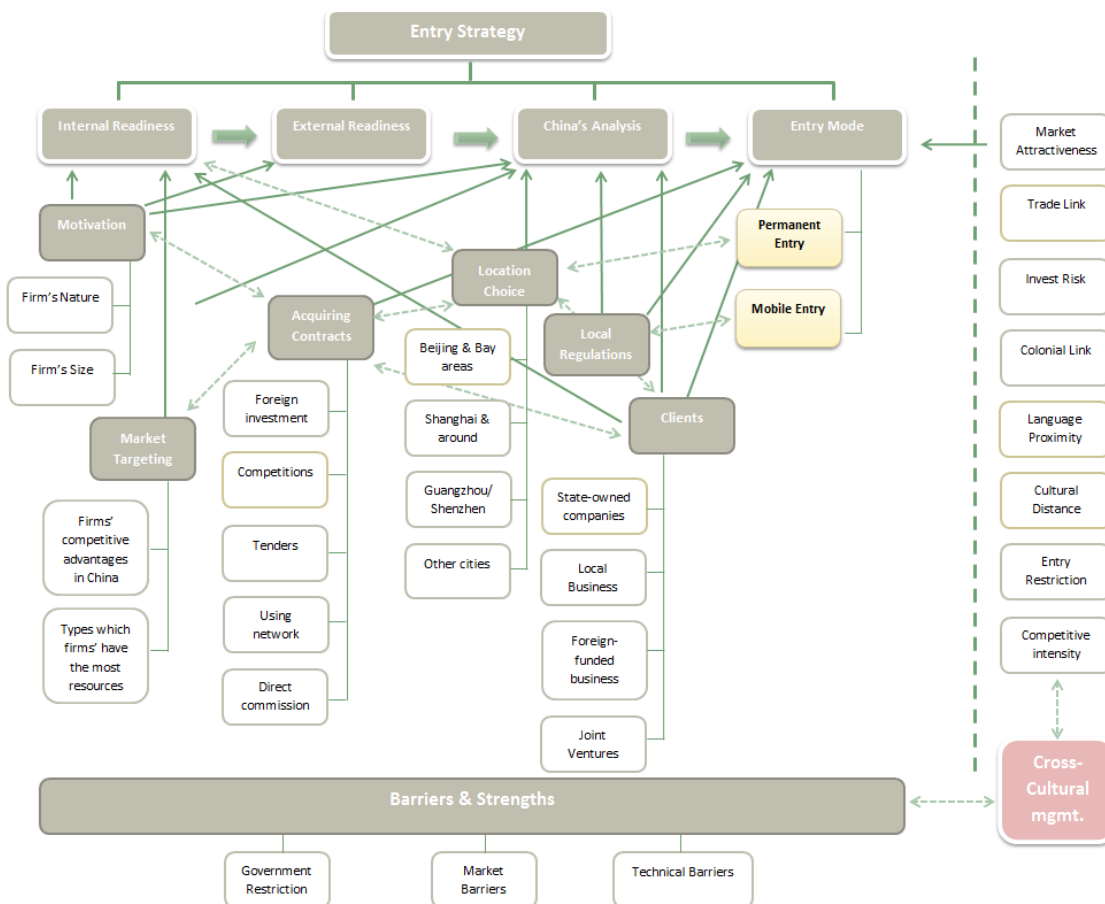 Entry Strategy
Internal Readiness
External Readiness
China's Analysis
Entry Mode
Market
Attractiveness
Trade Link
Invest Risk
Colonial Link
Language
Proximity
Cultural
Distance
Entry
Restriction
Competitive
intensity
Cross-
Cultural
mgmt.
Motivation
Firm's Nature
Firm's Size
Market
Targeting
Firms'
competitive
advantages
in China
Types which
firms' have
the most
resources
Acquiring
Contracts
Foreign
investment
Competitions
Tenders
Using
network
Direct
commission
Location
Choice
Beijing & Bay
areas
Shanghai &
around
Guangzhou/
Shenzhen
Other cities
Local
Regulations
Clients
State-owned
companies
Local
Business
Foreign-
funded
business
Joint
Ventures
Permanent
Entry
Mobile Entry
Barriers & Strengths
Government
Restriction
Market
Barriers
Technical Barriers